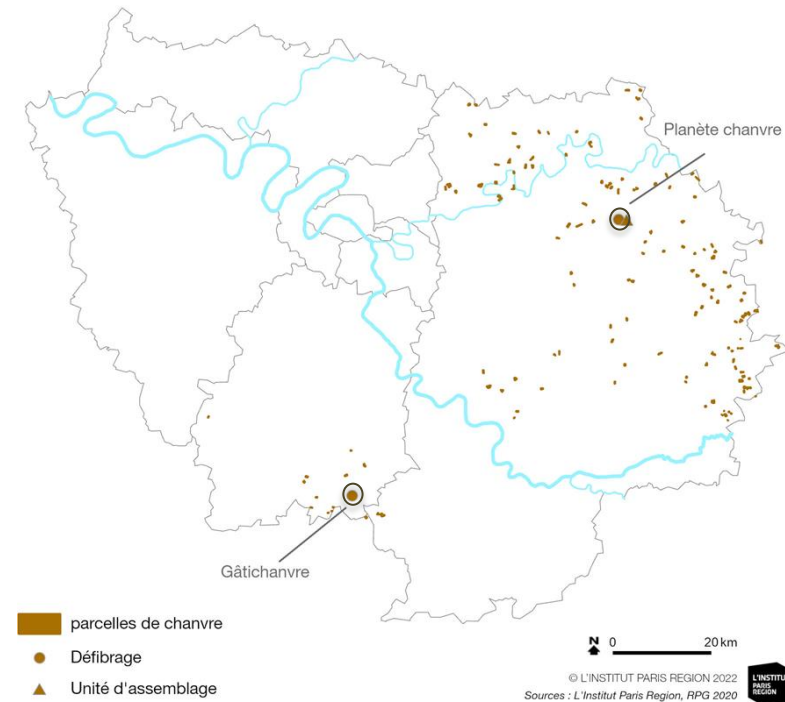 Planète chanvre
Gâtichanvre
parcelles de chanvre
Défibrage
Unité d'assemblage
N 0 20 km
© L'INSTITUT PARIS REGION 2022
Sources : L'Institut Paris Region, RPG 2020
L'INSTITUT
PARIS
REGION